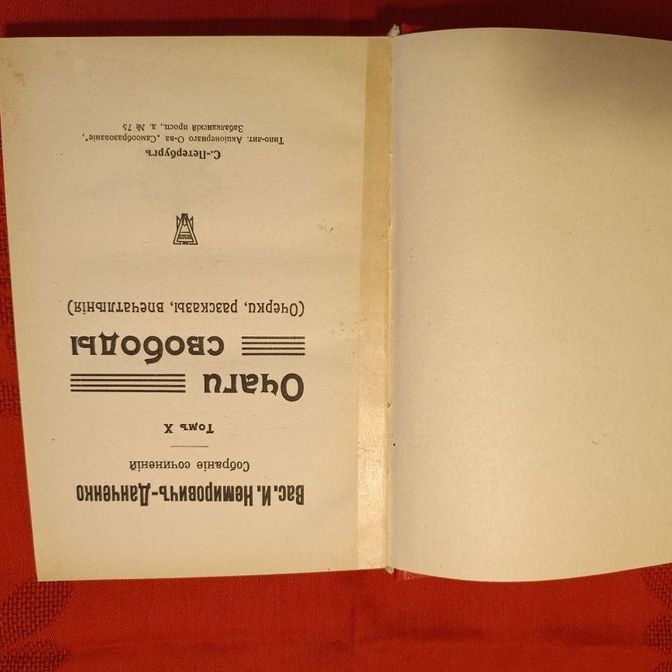 Вас. И. Немировичъ-Данченко
Собраніе сочиненій
Томъ X
Очаги
свободы
(Очерки, разсказы, впечатлѣнія)
С.-Петербургъ
Типо-лит. Акціонернаго О-ва „Самообразованіе“,
Забалканскій просп., д. № 75